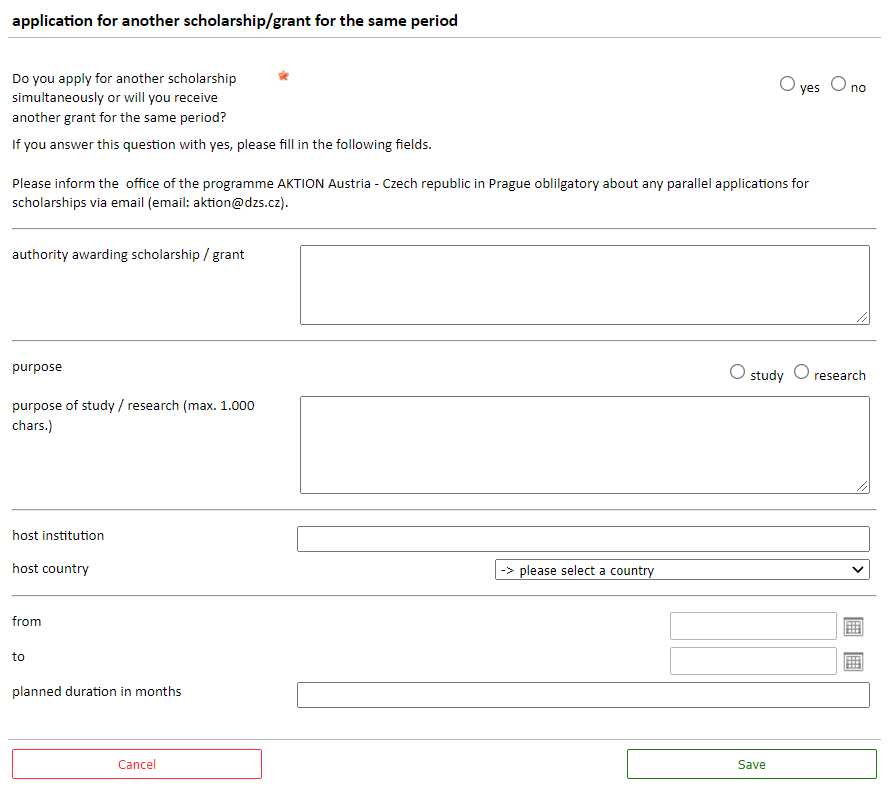 application for another scholarship/grant for the same period
Do you apply for another scholarship
simultaneously or will you receive
another grant for the same period?
yes no
If you answer this question with yes, please fill in the following fields.
Please inform the  office of the programme AKTION Austria - Czech republic in Prague oblilgatory about any parallel applications for
scholarships via email (email: aktion@dzs.cz).
authority awarding scholarship / grant
purpose
study research
purpose of study / research (max. 1.000
chars.)
host institution
host country
-> please select a country
from
to
planned duration in months
Cancel
Save